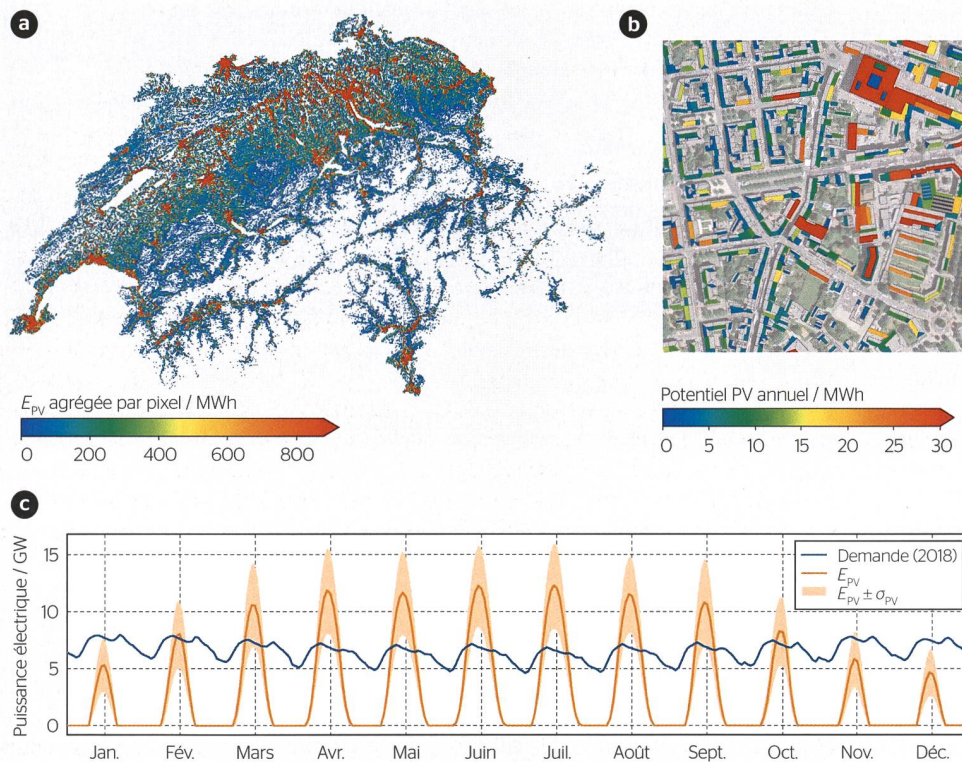 a
b
E_PV agrégée par pixel / MWh
0 200 400 600 800
Potentiel PV annuel / MWh
0 5 10 15 20 25 30
c
Puissance électrique / GW
15
10
5
0
Demande (2018)
E_PV
E_PV ± σ_PV
Jan. Fév. Mars Avr. Mai Juin Juil. Août Sept. Oct. Nov. Déc.